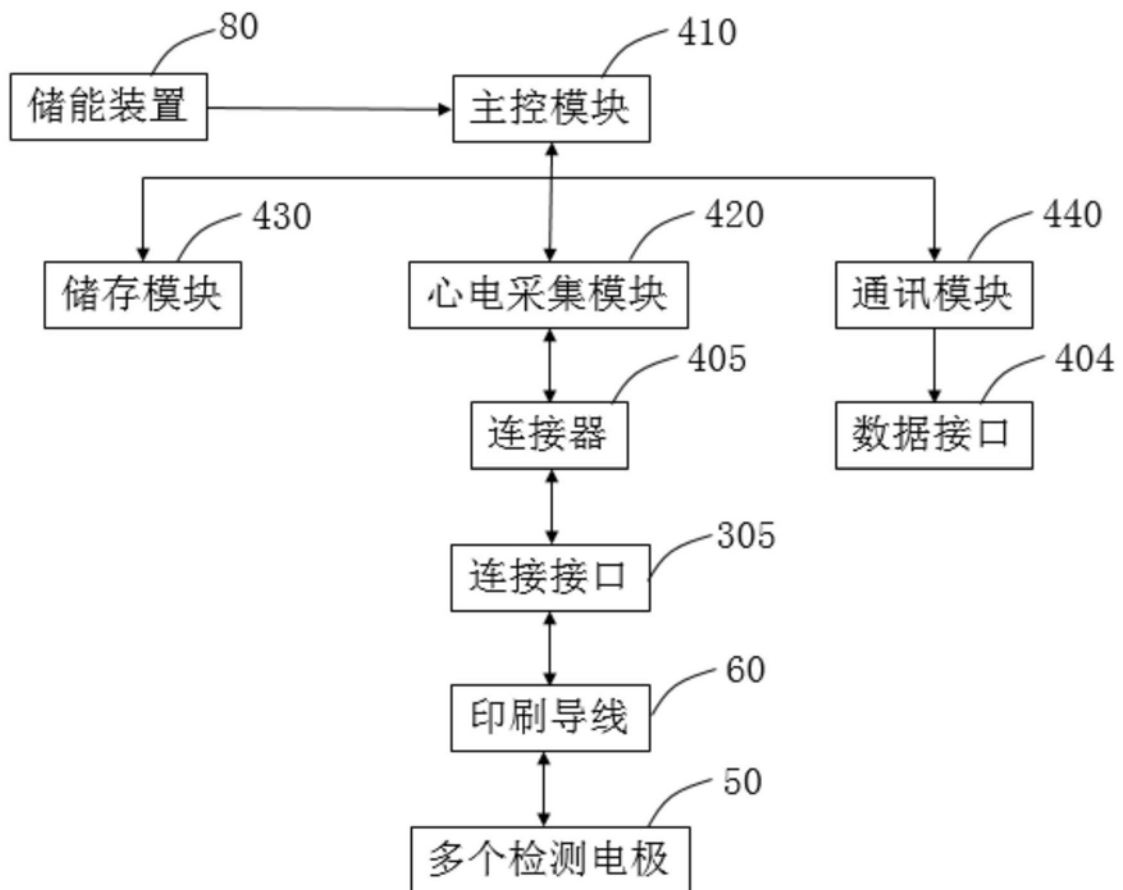 80
410
储能装置
主控模块
430
420
440
储存模块
心电采集模块
通讯模块
405
404
连接器
数据接口
305
连接接口
60
印刷导线
50
多个检测电极